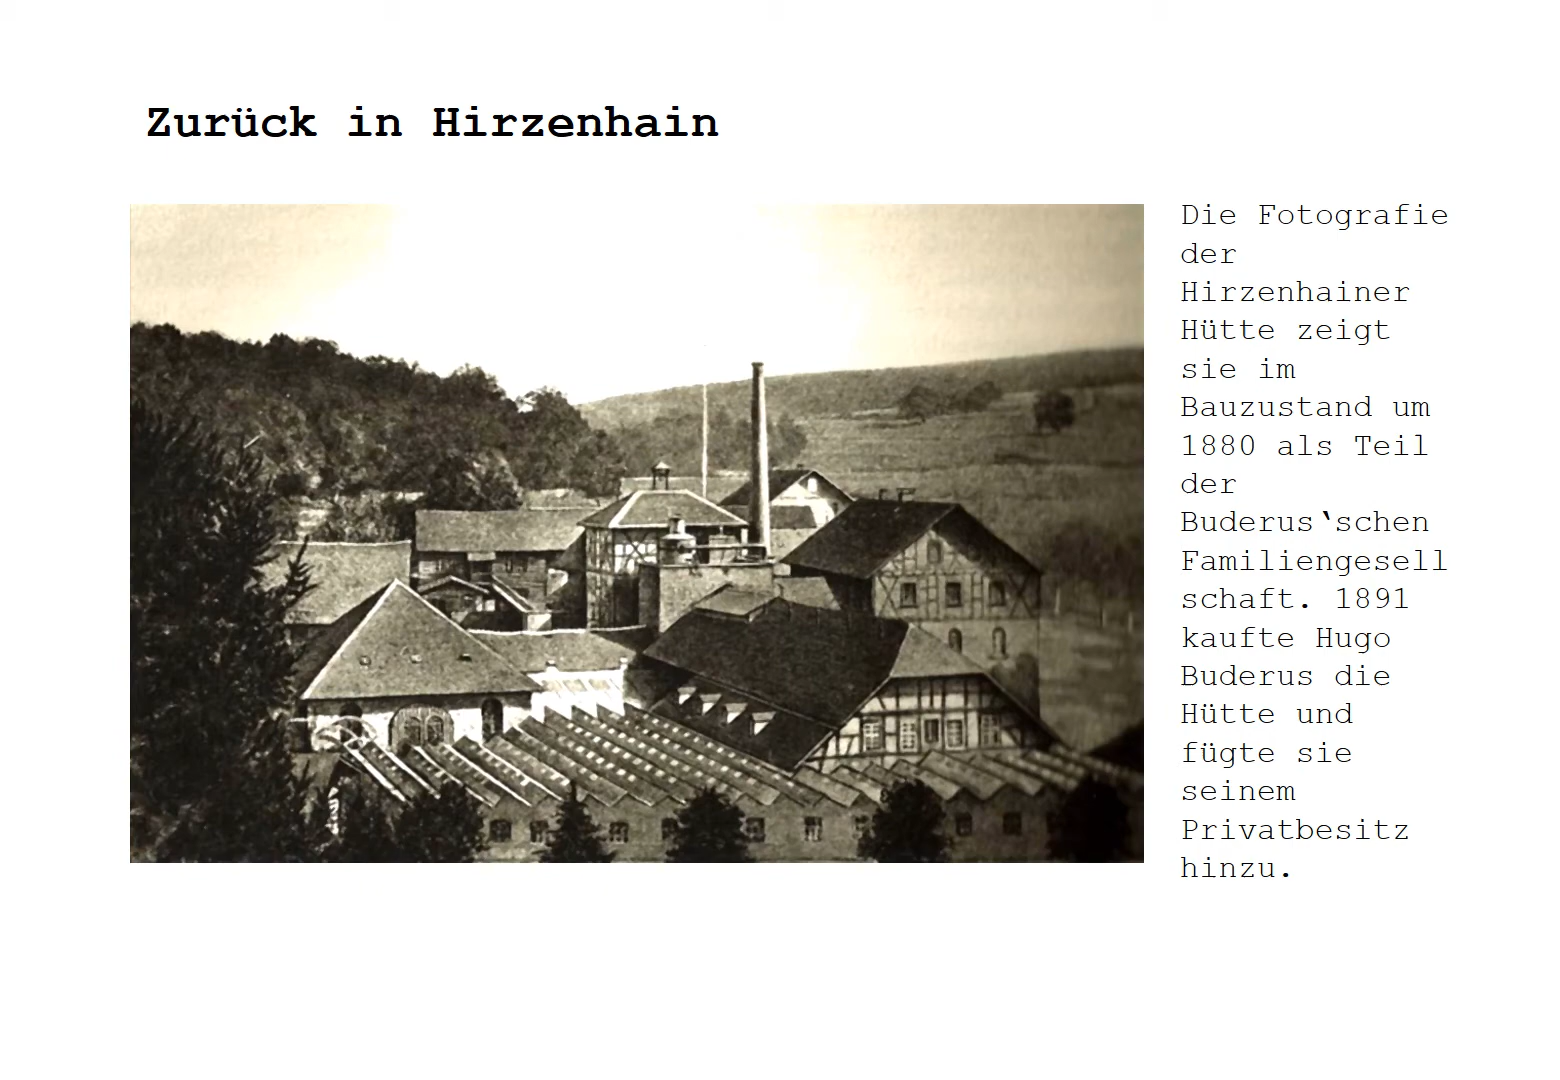 Zurück in Hirzenhain
Die Fotografie
der
Hirzenhainer
Hütte zeigt
sie im
Bauzustand um
1880 als Teil
der
Buderus‛schen
Familiengesell
schaft. 1891
kaufte Hugo
Buderus die
Hütte und
fügte sie
seinem
Privatbesitz
hinzu.